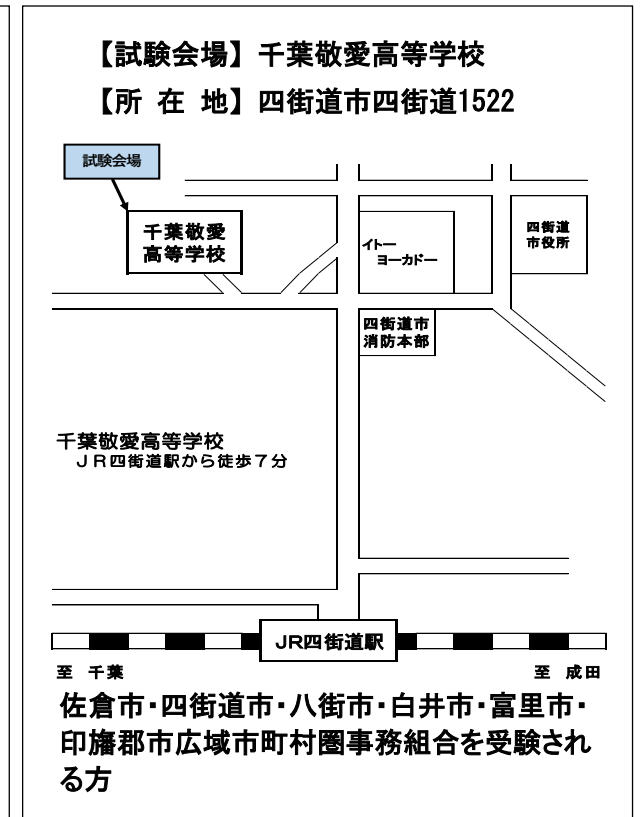 【試験会場】千葉敬愛高等学校
【所 在 地】四街道市四街道1522
試験会場
千葉敬愛
高等学校
イトー
ヨーカドー
四街道
市役所
四街道市
消防本部
千葉敬愛高等学校
ＪＲ四街道駅から徒歩７分
JR四街道駅
至 千葉
至 成田
佐倉市・四街道市・八街市・白井市・富里市・
印旛郡市広域市町村圏事務組合を受験され
る方